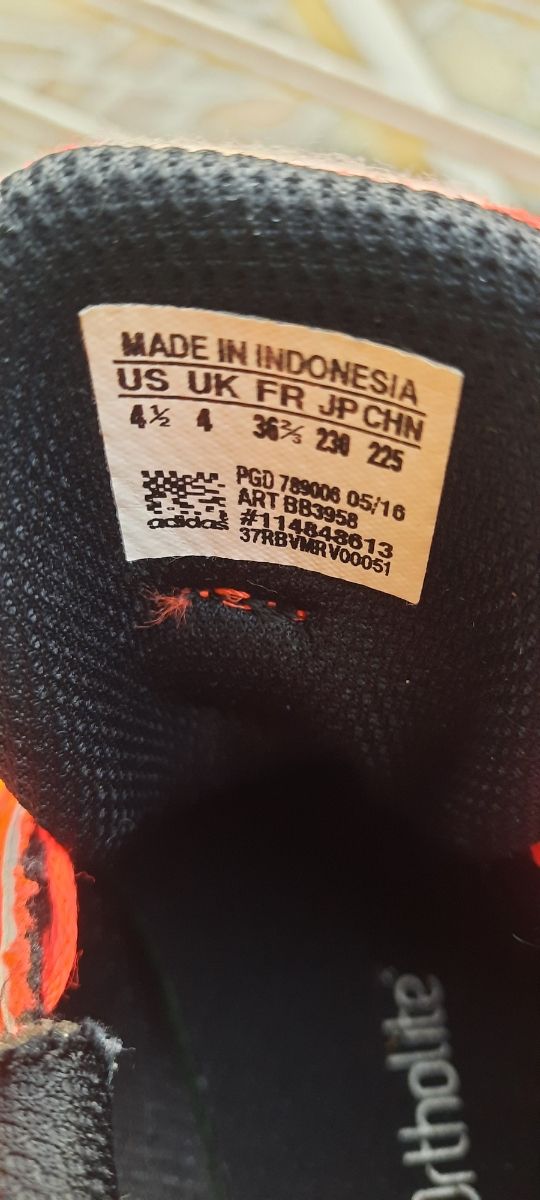 MADE IN INDONESIA
US UK FR JP CHN
4½ 4 36⅔ 230 225
PGD 789006 05/16
ART BB3958
#114848613
37RBVMRV00051
adidas
ortholite